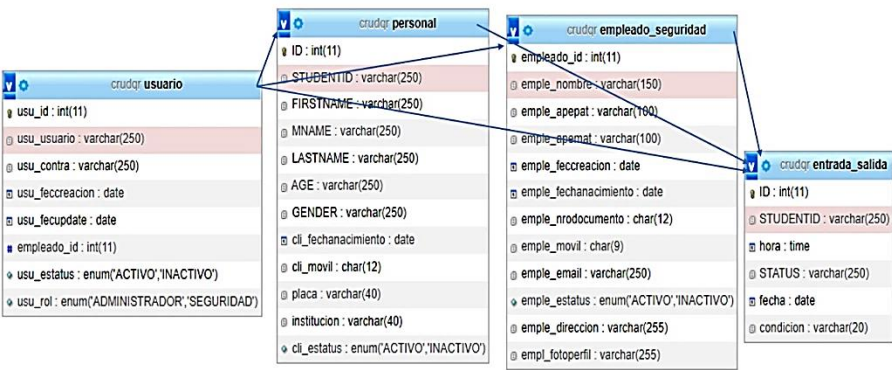 crudqr usuario
usu_id : int(11)
usu_usuario : varchar(250)
usu_contra : varchar(250)
usu_feccreacion : date
usu_fecupdate : date
empleado_id : int(11)
usu_estatus : enum('ACTIVO','INACTIVO')
usu_rol : enum('ADMINISTRADOR','SEGURIDAD')
crudqr personal
ID : int(11)
STUDENTID : varchar(250)
FIRSTNAME : varchar(250)
MNAME : varchar(250)
LASTNAME : varchar(250)
AGE : varchar(250)
GENDER : varchar(250)
cli_fechanacimiento : date
cli_movil : char(12)
placa : varchar(40)
institucion : varchar(40)
cli_estatus : enum('ACTIVO','INACTIVO')
crudqr empleado_seguridad
empleado_id : int(11)
emple_nombre : varchar(150)
emple_apepat : varchar(100)
emple_apemat : varchar(100)
emple_feccreacion : date
emple_fechanacimiento : date
emple_nrodocumento : char(12)
emple_movil : char(9)
emple_email : varchar(250)
emple_estatus : enum('ACTIVO','INACTIVO')
emple_direccion : varchar(255)
empl_fotoperfil : varchar(255)
crudqr entrada_salida
ID : int(11)
STUDENTID : varchar(250)
hora : time
STATUS : varchar(250)
fecha : date
condicion : varchar(20)